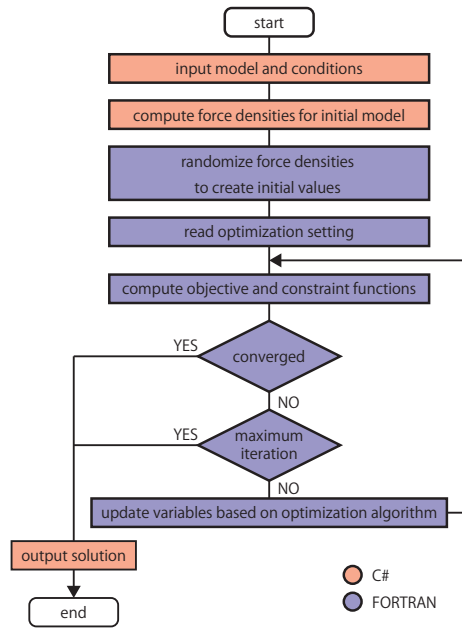 start
input model and conditions
compute force densities for initial model
randomize force densities
to create initial values
read optimization setting
compute objective and constraint functions
YES
converged
NO
YES
maximum
iteration
NO
update variables based on optimization algorithm
output solution
end
C#
FORTRAN